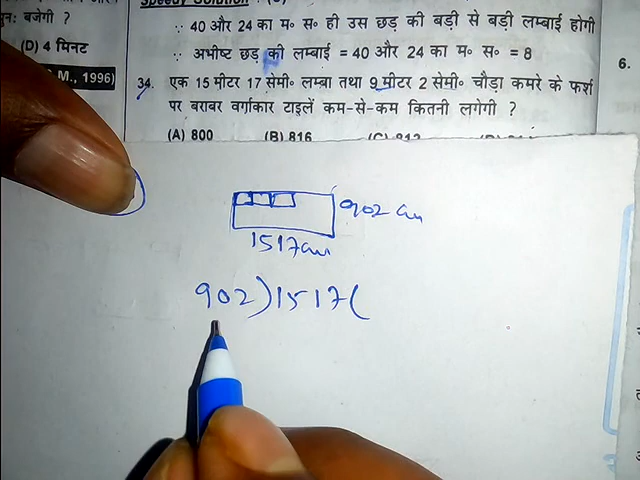 पुनः बजेगी ?
(D) 4 मिनट
M., 1996)
∵ 40 और 24 का म० स० ही उस छड़ की बड़ी से बड़ी लम्बाई होगी
∵ अभीष्ट छड़ की लम्बाई = 40 और 24 का म० स० = 8
34. एक 15 मीटर 17 सेमी० लम्बा तथा 9 मीटर 2 सेमी० चौड़ा कमरे के फर्श
पर बराबर वर्गाकार टाइलें कम-से-कम कितनी लगेगी ?
(A) 800 (B) 816 (C) 812
6.
902 cm
1517cm
902)1517(